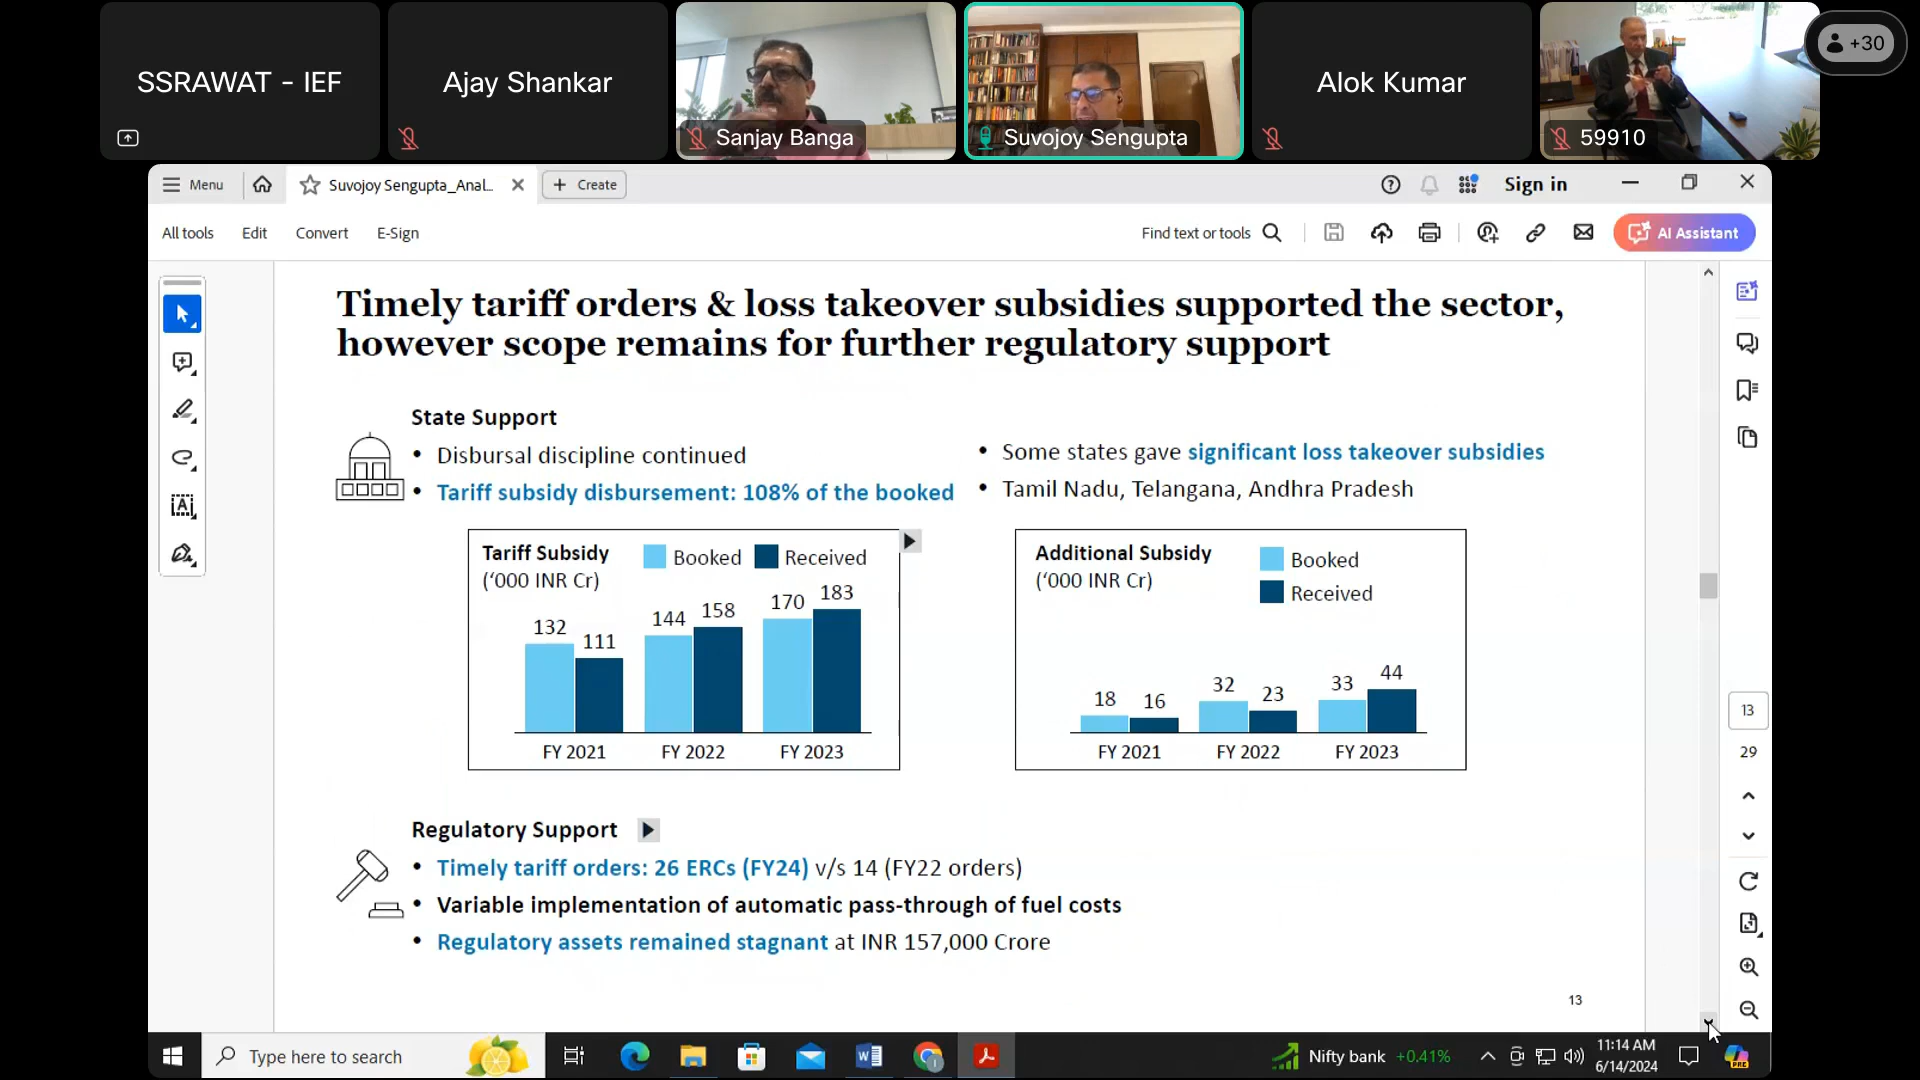 SSRAWAT - IEF
Ajay Shankar
Sanjay Banga
Suvojoy Sengupta
Alok Kumar
59910
+30
Menu
Suvojoy Sengupta_Anal...
Create
Sign in
All tools
Edit
Convert
E-Sign
Find text or tools
AI Assistant
Timely tariff orders & loss takeover subsidies supported the sector,
however scope remains for further regulatory support
State Support
• Disbursal discipline continued
• Tariff subsidy disbursement: 108% of the booked
• Some states gave significant loss takeover subsidies
• Tamil Nadu, Telangana, Andhra Pradesh
Tariff Subsidy
('000 INR Cr)
Booked
Received
132
111
144
158
170
183
FY 2021
FY 2022
FY 2023
Additional Subsidy
('000 INR Cr)
Booked
Received
18
16
32
23
33
44
FY 2021
FY 2022
FY 2023
Regulatory Support
• Timely tariff orders: 26 ERCs (FY24) v/s 14 (FY22 orders)
• Variable implementation of automatic pass-through of fuel costs
• Regulatory assets remained stagnant at INR 157,000 Crore
13
13
29
Type here to search
Nifty bank +0.41%
11:14 AM
6/14/2024
PRE